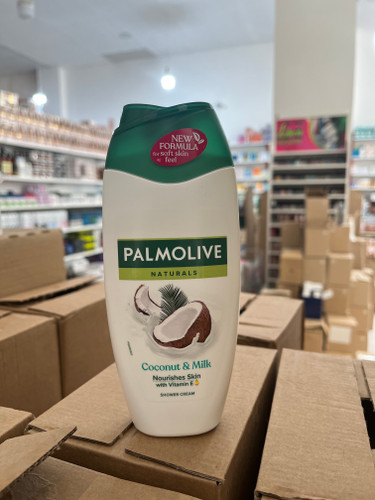 NEW
FORMULA
for soft skin
feel
PALMOLIVE
NATURALS
Coconut & Milk
Nourishes Skin
with Vitamin E
SHOWER CREAM